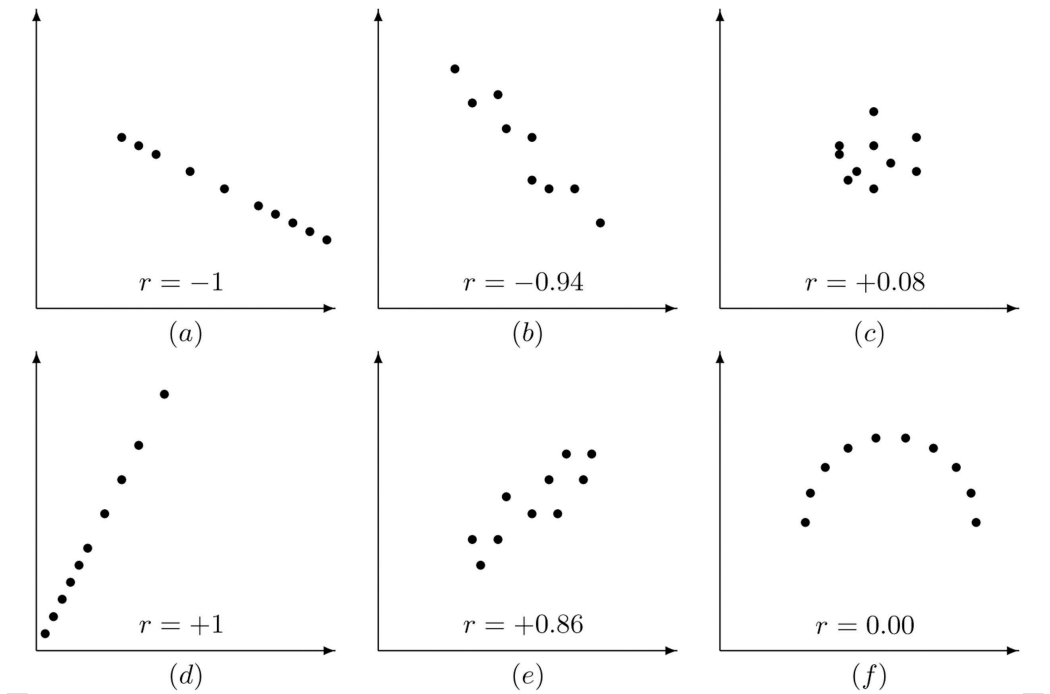 r = −1
r = −0.94
r = +0.08
(a)
(b)
(c)
r = +1
r = +0.86
r = 0.00
(d)
(e)
(f)